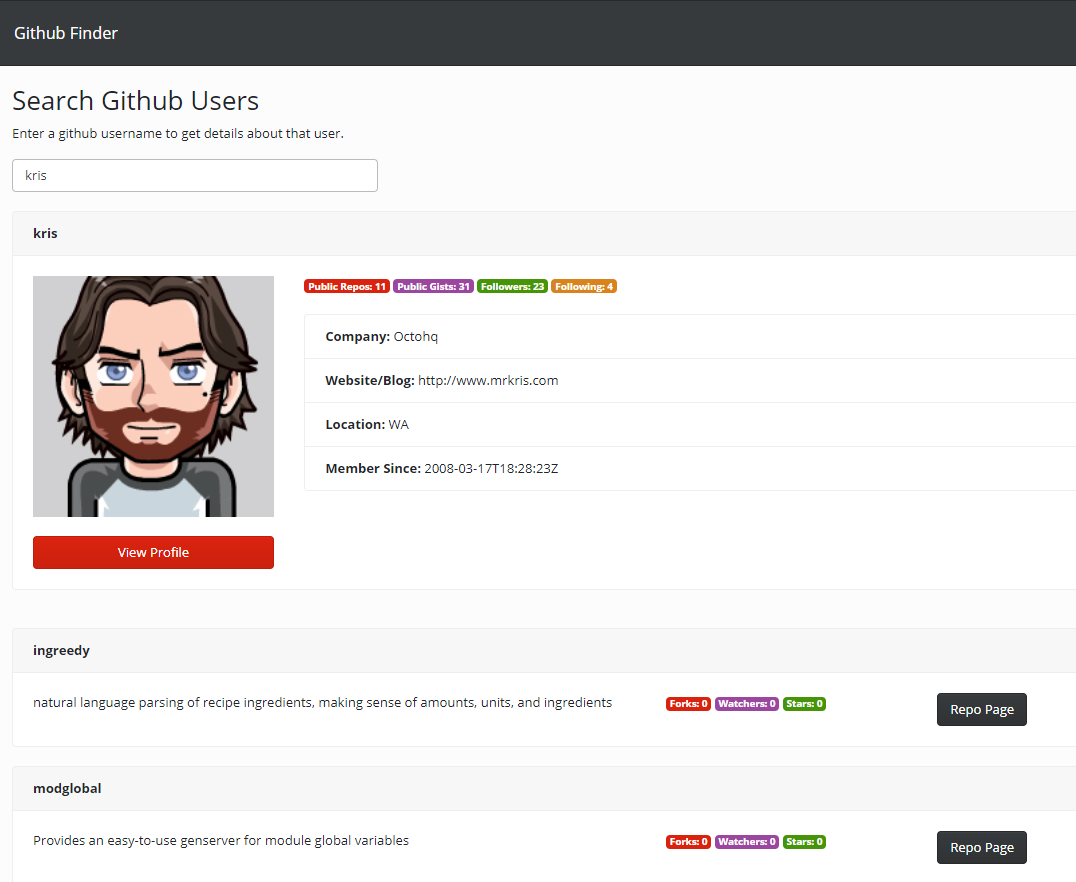 Github Finder
Search Github Users
Enter a github username to get details about that user.
kris
kris
Public Repos: 11 Public Gists: 31 Followers: 23 Following: 4
Company: Octohq
Website/Blog: http://www.mrkris.com
Location: WA
Member Since: 2008-03-17T18:28:23Z
View Profile
ingreedy
natural language parsing of recipe ingredients, making sense of amounts, units, and ingredients Forks: 0 Watchers: 0 Stars: 0 Repo Page
modglobal
Provides an easy-to-use genserver for module global variables Forks: 0 Watchers: 0 Stars: 0 Repo Page